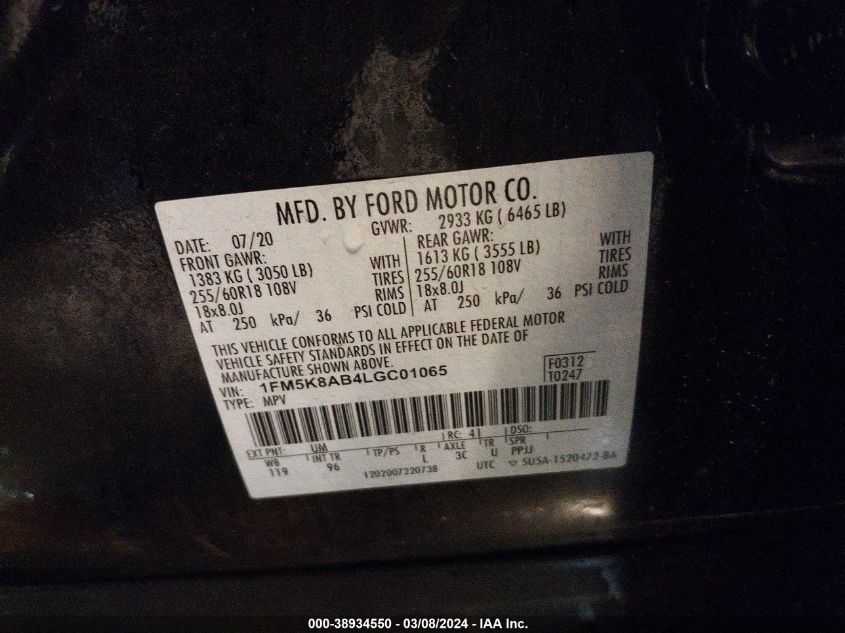 MFD. BY FORD MOTOR CO.
DATE: 07/20 GVWR: 2933 KG ( 6465 LB)
FRONT GAWR: REAR GAWR:
1383 KG ( 3050 LB) WITH 1613 KG ( 3555 LB) WITH
255/60R18 108V TIRES 255/60R18 108V TIRES
18x8.0J RIMS 18x8.0J RIMS
AT 250 kPa/ 36 PSI COLD AT 250 kPa/ 36 PSI COLD
THIS VEHICLE CONFORMS TO ALL APPLICABLE FEDERAL MOTOR
VEHICLE SAFETY STANDARDS IN EFFECT ON THE DATE OF
MANUFACTURE SHOWN ABOVE.
VIN: 1FM5K8AB4LGC01065 F0312
TYPE: MPV T0247
EXT PNT: UM RC: 41 DSO:
WB INT TR TP/PS R AXLE TR SPR
119 96 L 3C U PPJJ
1202007220738 UTC ▽ 5U5A-1520472-BA
000-38934550 - 03/08/2024 - IAA Inc.